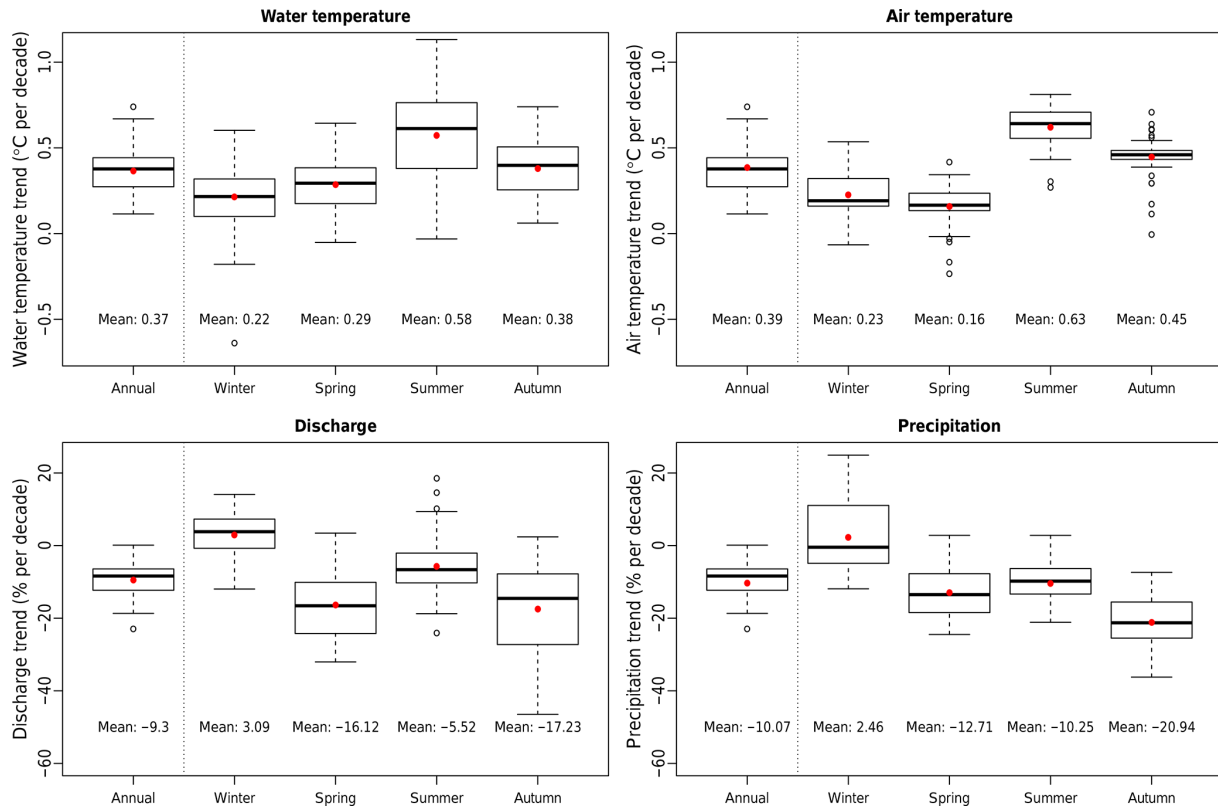 Water temperature
Water temperature trend (°C per decade)
1.0
0.5
0.0
−0.5
Mean: 0.37 Mean: 0.22 Mean: 0.29 Mean: 0.58 Mean: 0.38
Annual Winter Spring Summer Autumn
Air temperature
Air temperature trend (°C per decade)
1.0
0.5
0.0
−0.5
Mean: 0.39 Mean: 0.23 Mean: 0.16 Mean: 0.63 Mean: 0.45
Annual Winter Spring Summer Autumn
Discharge
Discharge trend (% per decade)
20
0
−20
−40
−60
Mean: −9.3 Mean: 3.09 Mean: −16.12 Mean: −5.52 Mean: −17.23
Annual Winter Spring Summer Autumn
Precipitation
Precipitation trend (% per decade)
20
0
−20
−40
−60
Mean: −10.07 Mean: 2.46 Mean: −12.71 Mean: −10.25 Mean: −20.94
Annual Winter Spring Summer Autumn